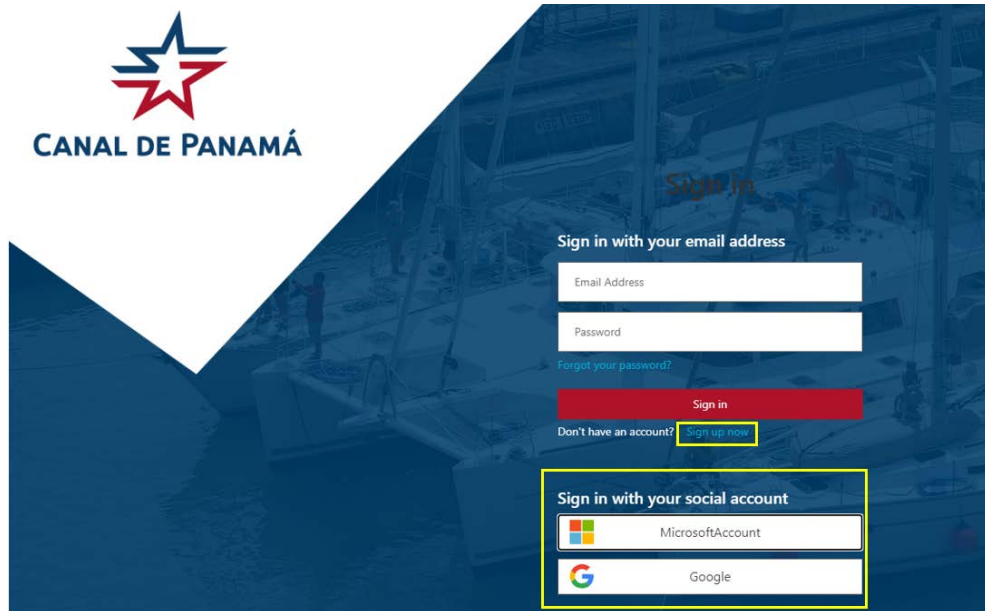 CANAL DE PANAMÁ
Sign in
Sign in with your email address
Email Address
Password
Forgot your password?
Sign in
Don't have an account? Sign up now
Sign in with your social account
MicrosoftAccount
Google